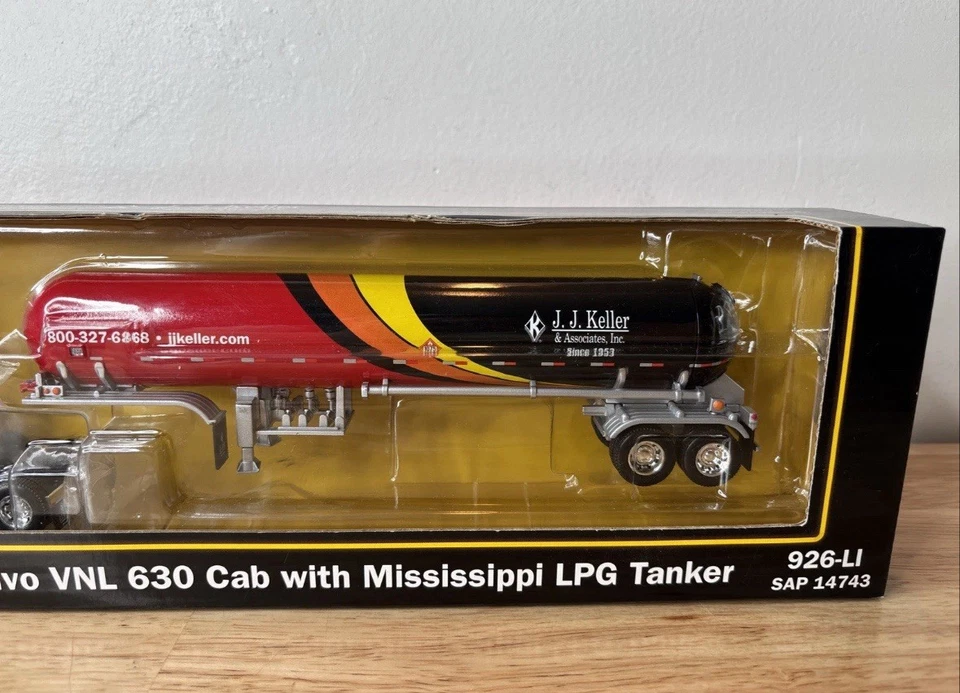 800-327-6868 • jjkeller.com
J. J. Keller
& Associates, Inc.
Since 1953
vo VNL 630 Cab with Mississippi LPG Tanker
926-LI
SAP 14743